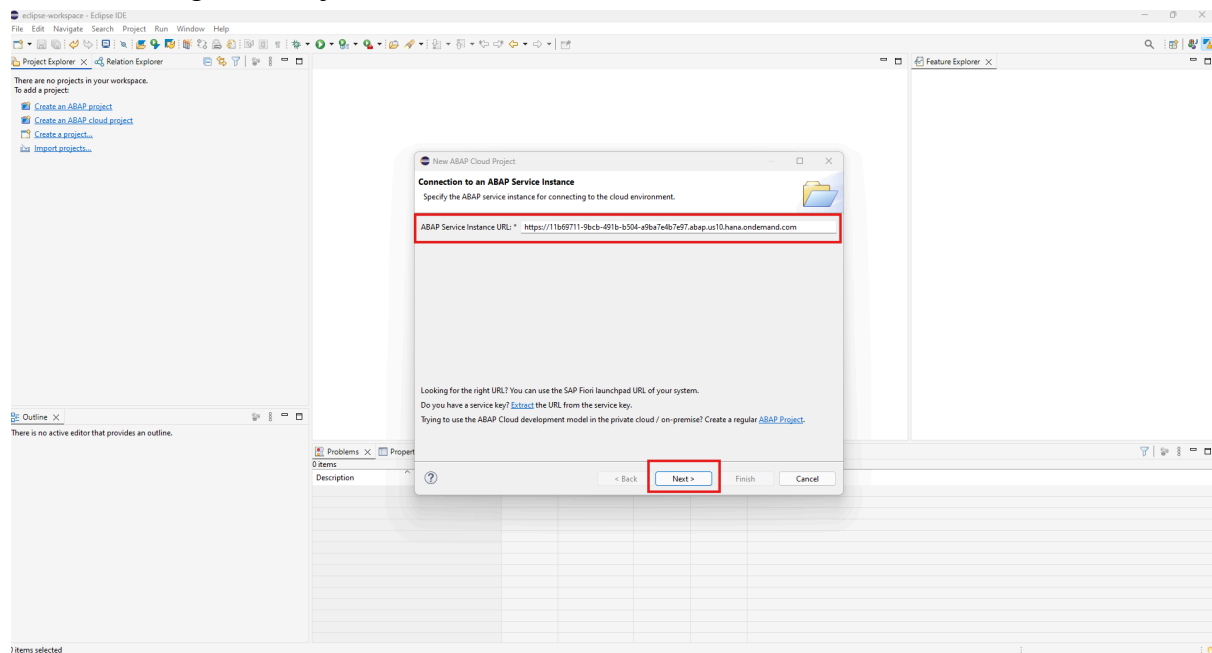 eclipse-workspace - Eclipse IDE
File Edit Navigate Search Project Run Window Help
Project Explorer Relation Explorer
Feature Explorer
There are no projects in your workspace.
To add a project:
Create an ABAP project
Create an ABAP cloud project
Create a project...
Import projects...
New ABAP Cloud Project
Connection to an ABAP Service Instance
Specify the ABAP service instance for connecting to the cloud environment.
ABAP Service Instance URL: * https://11b69711-9bcb-491b-b504-a9ba7e4b7e97.abap.us10.hana.ondemand.com
Looking for the right URL? You can use the SAP Fiori launchpad URL of your system.
Do you have a service key? Extract the URL from the service key.
Trying to use the ABAP Cloud development model in the private cloud / on-premise? Create a regular ABAP Project.
< Back Next > Finish Cancel
Outline
There is no active editor that provides an outline.
Problems Propert
0 items
Description
items selected